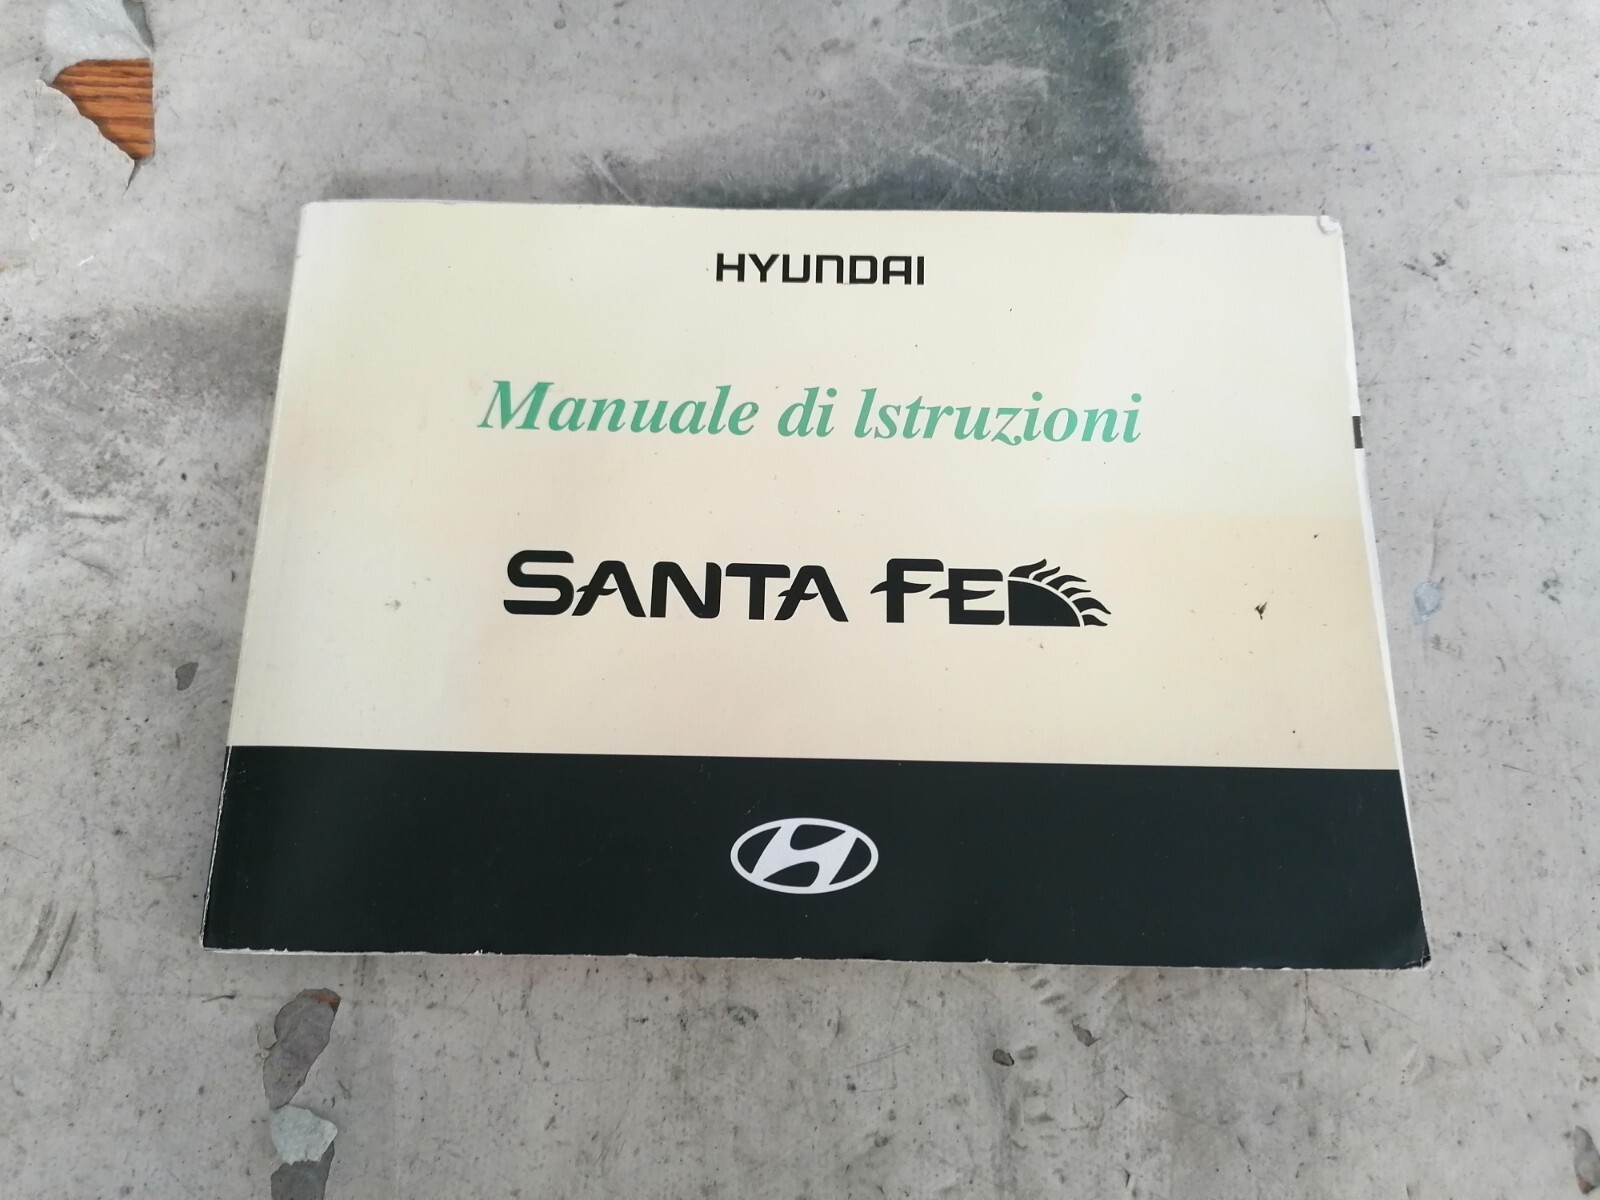 HYUNDAI
Manuale di lstruzioni
SANTA FE